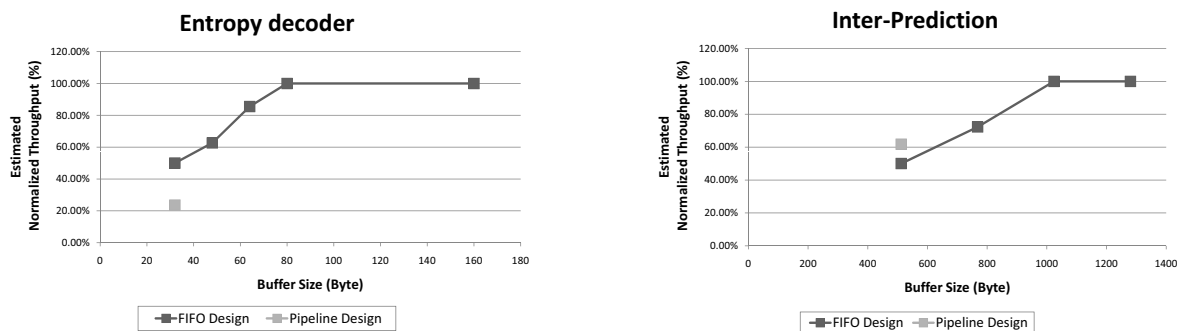 Entropy decoder
Estimated
Normalized Throughput (%)
120.00%
100.00%
80.00%
60.00%
40.00%
20.00%
0.00%
0 20 40 60 80 100 120 140 160 180
Buffer Size (Byte)
FIFO Design Pipeline Design
Inter-Prediction
Estimated
Normalized Throughput (%)
120.00%
100.00%
80.00%
60.00%
40.00%
20.00%
0.00%
0 200 400 600 800 1000 1200 1400
Buffer Size (Byte)
FIFO Design Pipeline Design